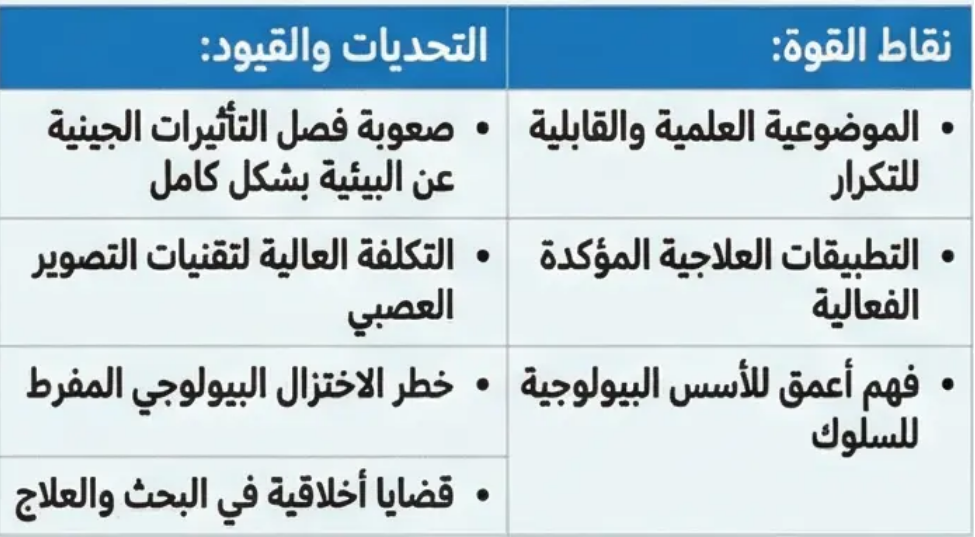 نقاط القوة:
التحديات والقيود:
• الموضوعية العلمية والقابلية
للتكرار
• صعوبة فصل التأثيرات الجينية
عن البيئية بشكل كامل
• التطبيقات العلاجية المؤكدة
الفعالية
• التكلفة العالية لتقنيات التصوير
العصبي
• فهم أعمق للأسس البيولوجية
للسلوك
• خطر الاختزال البيولوجي المفرط
• قضايا أخلاقية في البحث والعلاج